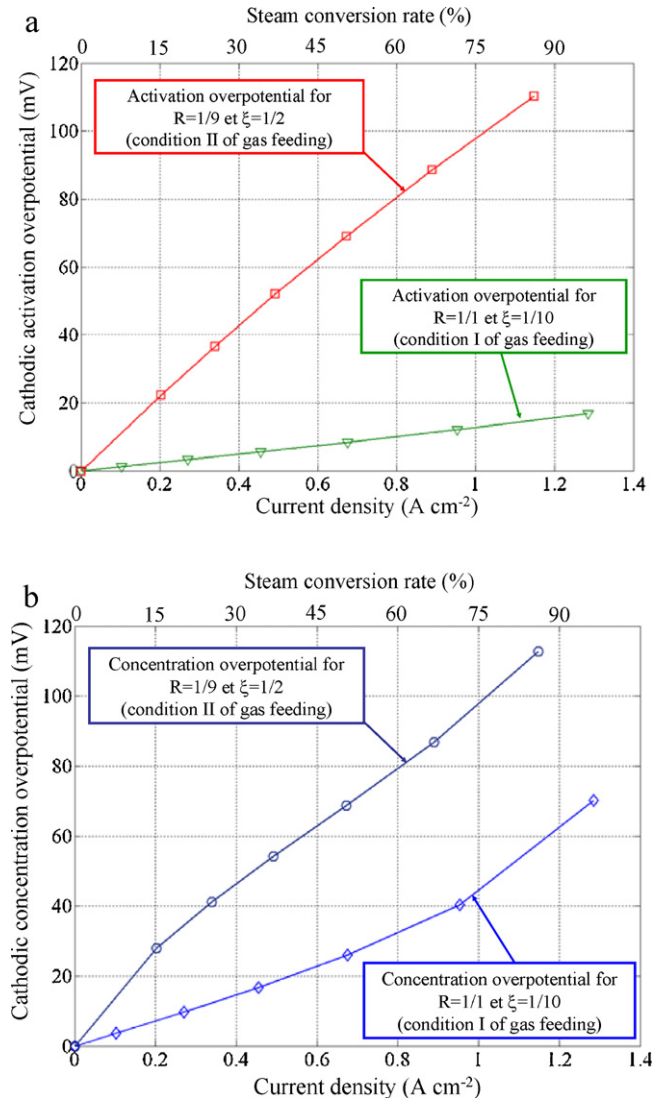 a
Steam conversion rate (%)
0 15 30 45 60 75 90
120
100
80
60
40
20
0
Cathodic activation overpotential (mV)
Activation overpotential for
R=1/9 et ξ=1/2
(condition II of gas feeding)
Activation overpotential for
R=1/1 et ξ=1/10
(condition I of gas feeding)
0 0.2 0.4 0.6 0.8 1 1.2 1.4
Current density (A cm-2)
b
Steam conversion rate (%)
0 15 30 45 60 75 90
120
100
80
60
40
20
0
Cathodic concentration overpotential (mV)
Concentration overpotential for
R=1/9 et ξ=1/2
(condition II of gas feeding)
Concentration overpotential for
R=1/1 et ξ=1/10
(condition I of gas feeding)
0 0.2 0.4 0.6 0.8 1 1.2 1.4
Current density (A cm-2)